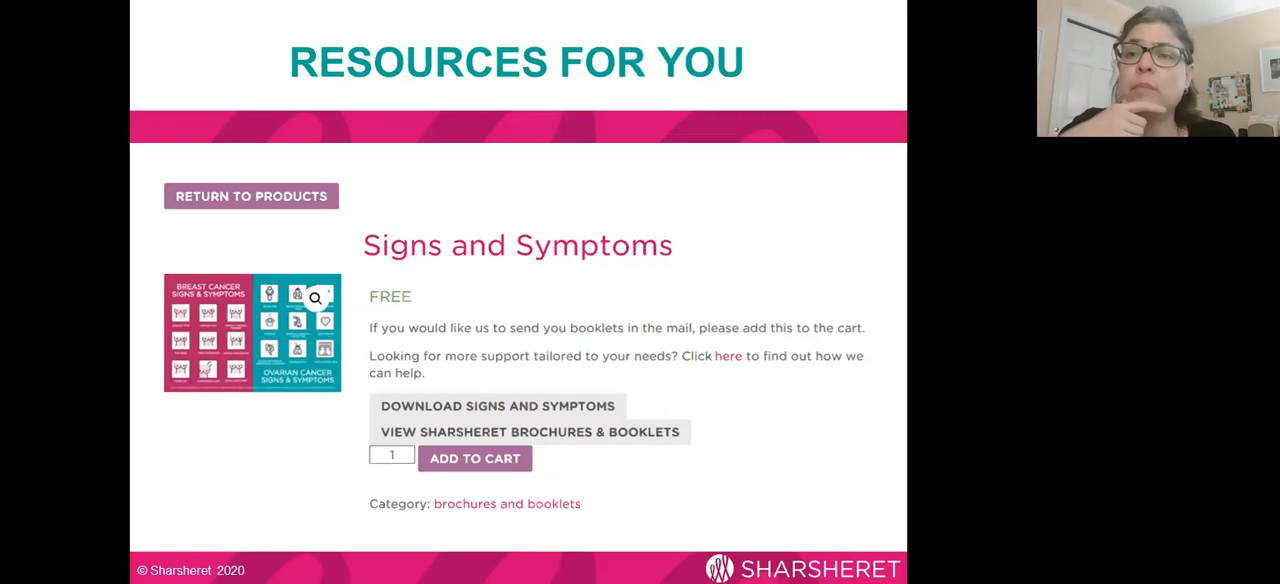 RESOURCES FOR YOU
RETURN TO PRODUCTS
Signs and Symptoms
BREAST CANCER
SIGNS & SYMPTOMS
OVARIAN CANCER
SIGNS & SYMPTOMS
FREE
If you would like us to send you booklets in the mail, please add this to the cart.
Looking for more support tailored to your needs? Click here to find out how we
can help.
DOWNLOAD SIGNS AND SYMPTOMS
VIEW SHARSHERET BROCHURES & BOOKLETS
1
ADD TO CART
Category: brochures and booklets
© Sharsheret 2020
SHARSHERET